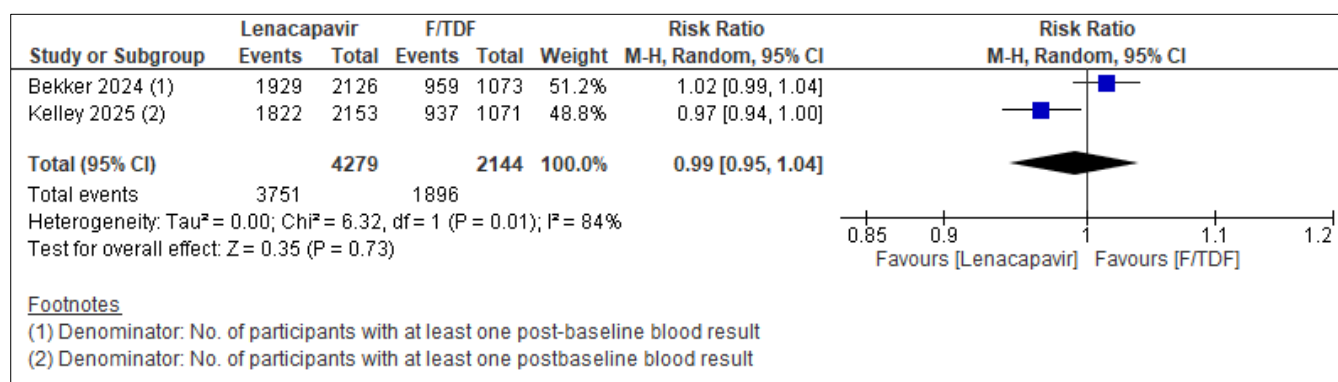 Lenacapavir F/TDF Risk Ratio Risk Ratio
Study or Subgroup Events Total Events Total Weight M-H, Random, 95% CI M-H, Random, 95% CI
Bekker 2024 (1) 1929 2126 959 1073 51.2% 1.02 [0.99, 1.04]
Kelley 2025 (2) 1822 2153 937 1071 48.8% 0.97 [0.94, 1.00]
Total (95% CI) 4279 2144 100.0% 0.99 [0.95, 1.04]
Total events 3751 1896
Heterogeneity: Tau² = 0.00; Chi² = 6.32, df = 1 (P = 0.01); I² = 84%
Test for overall effect: Z = 0.35 (P = 0.73)
0.85 0.9 1 1.1 1.2
Favours [Lenacapavir] Favours [F/TDF]
Footnotes
(1) Denominator: No. of participants with at least one post-baseline blood result
(2) Denominator: No. of participants with at least one postbaseline blood result